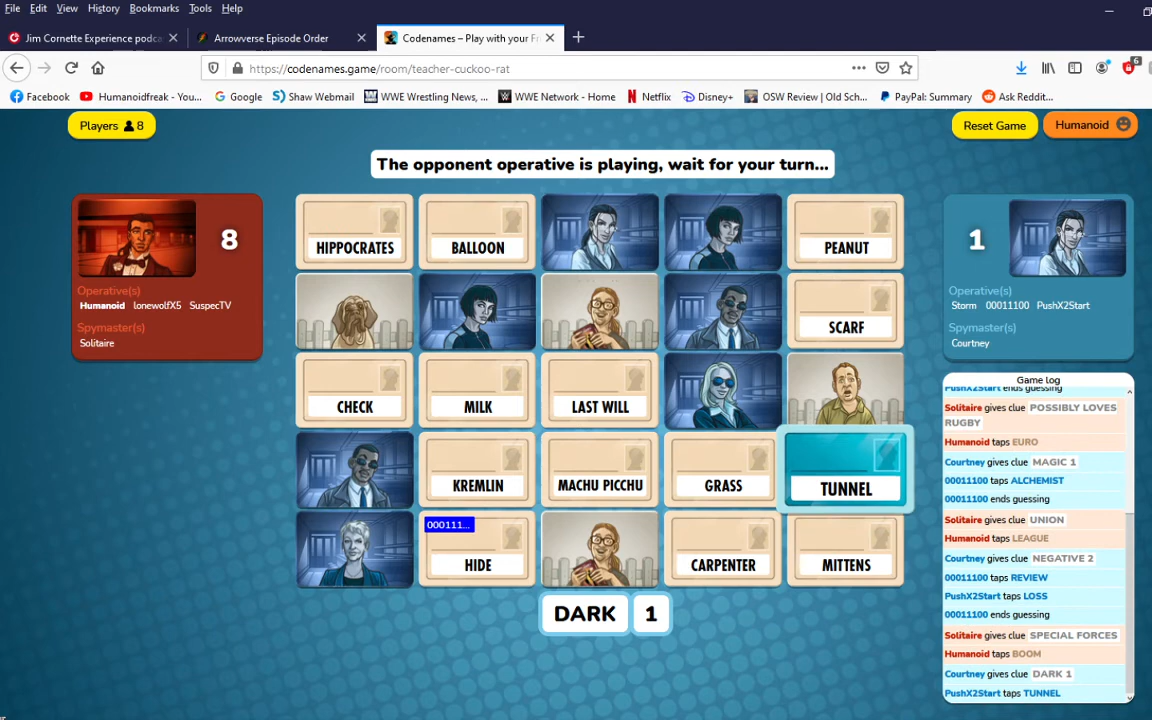 File Edit View History Bookmarks Tools Help
Jim Cornette Experience podca
Arrowverse Episode Order
Codenames – Play with your Fr
https://codenames.game/room/teacher-cuckoo-rat
6
Facebook Humanoidfreak - You... Google Shaw Webmail WWE Wrestling News, ... WWE Network - Home Netflix Disney+ OSW Review | Old Sch... PayPal: Summary Ask Reddit...
Players 8
Reset Game
Humanoid
The opponent operative is playing, wait for your turn...
8
Operative(s)
Humanoid lonewolfX5 SuspecTV
Spymaster(s)
Solitaire
HIPPOCRATES
BALLOON
PEANUT
SCARF
CHECK
MILK
LAST WILL
KREMLIN
MACHU PICCHU
GRASS
TUNNEL
000111...
HIDE
CARPENTER
MITTENS
DARK 1
1
Operative(s)
Storm 00011100 PushX2Start
Spymaster(s)
Courtney
Game log
PushX2Start ends guessing
Solitaire gives clue POSSIBLY LOVES
RUGBY
Humanoid taps EURO
Courtney gives clue MAGIC 1
00011100 taps ALCHEMIST
00011100 ends guessing
Solitaire gives clue UNION
Humanoid taps LEAGUE
Courtney gives clue NEGATIVE 2
00011100 taps REVIEW
PushX2Start taps LOSS
00011100 ends guessing
Solitaire gives clue SPECIAL FORCES
Humanoid taps BOOM
Courtney gives clue DARK 1
PushX2Start taps TUNNEL